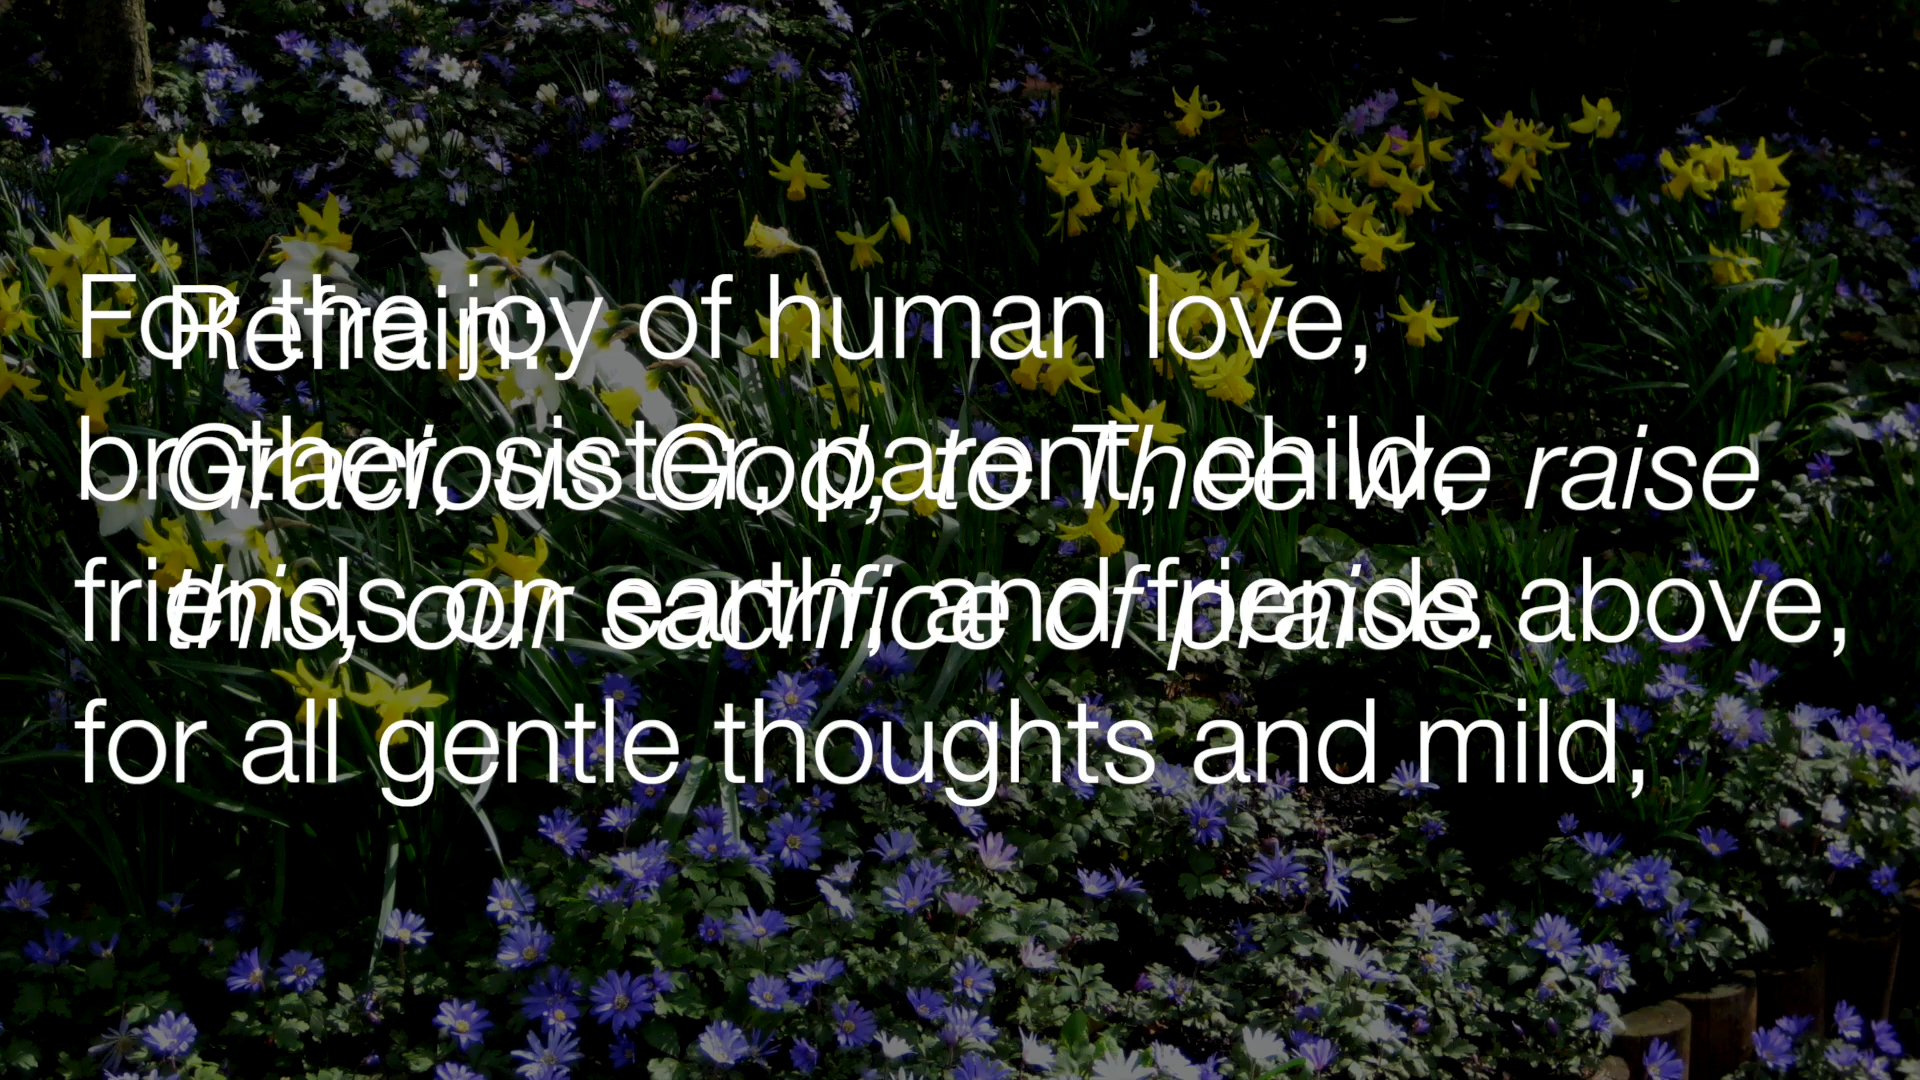 For the joy of human love,
brother, sister, parent, child,
friends on earth, and friends above,
for all gentle thoughts and mild,
Refrain:
Gracious God, to Thee we raise
this, our sacrifice of praise.